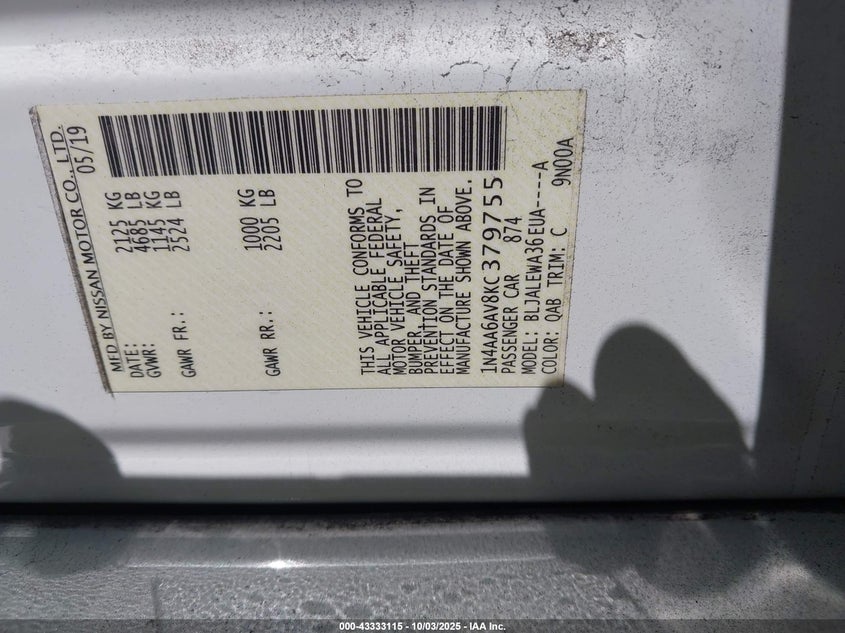 MFD BY NISSAN MOTOR CO., LTD.
DATE: 05/19
GVWR: 2125 KG
4685 LB
GAWR FR.: 1145 KG
2524 LB
GAWR RR.: 1000 KG
2205 LB
THIS VEHICLE CONFORMS TO
ALL APPLICABLE FEDERAL
MOTOR VEHICLE SAFETY,
BUMPER, AND THEFT
PREVENTION STANDARDS IN
EFFECT ON THE DATE OF
MANUFACTURE SHOWN ABOVE.
1N4AA6AV8KC379755
PASSENGER CAR 874
MODEL: BLJALEWA36EUA----A
COLOR: QAB TRIM: C 9N00A
000-43333115 - 10/03/2025 - IAA Inc.